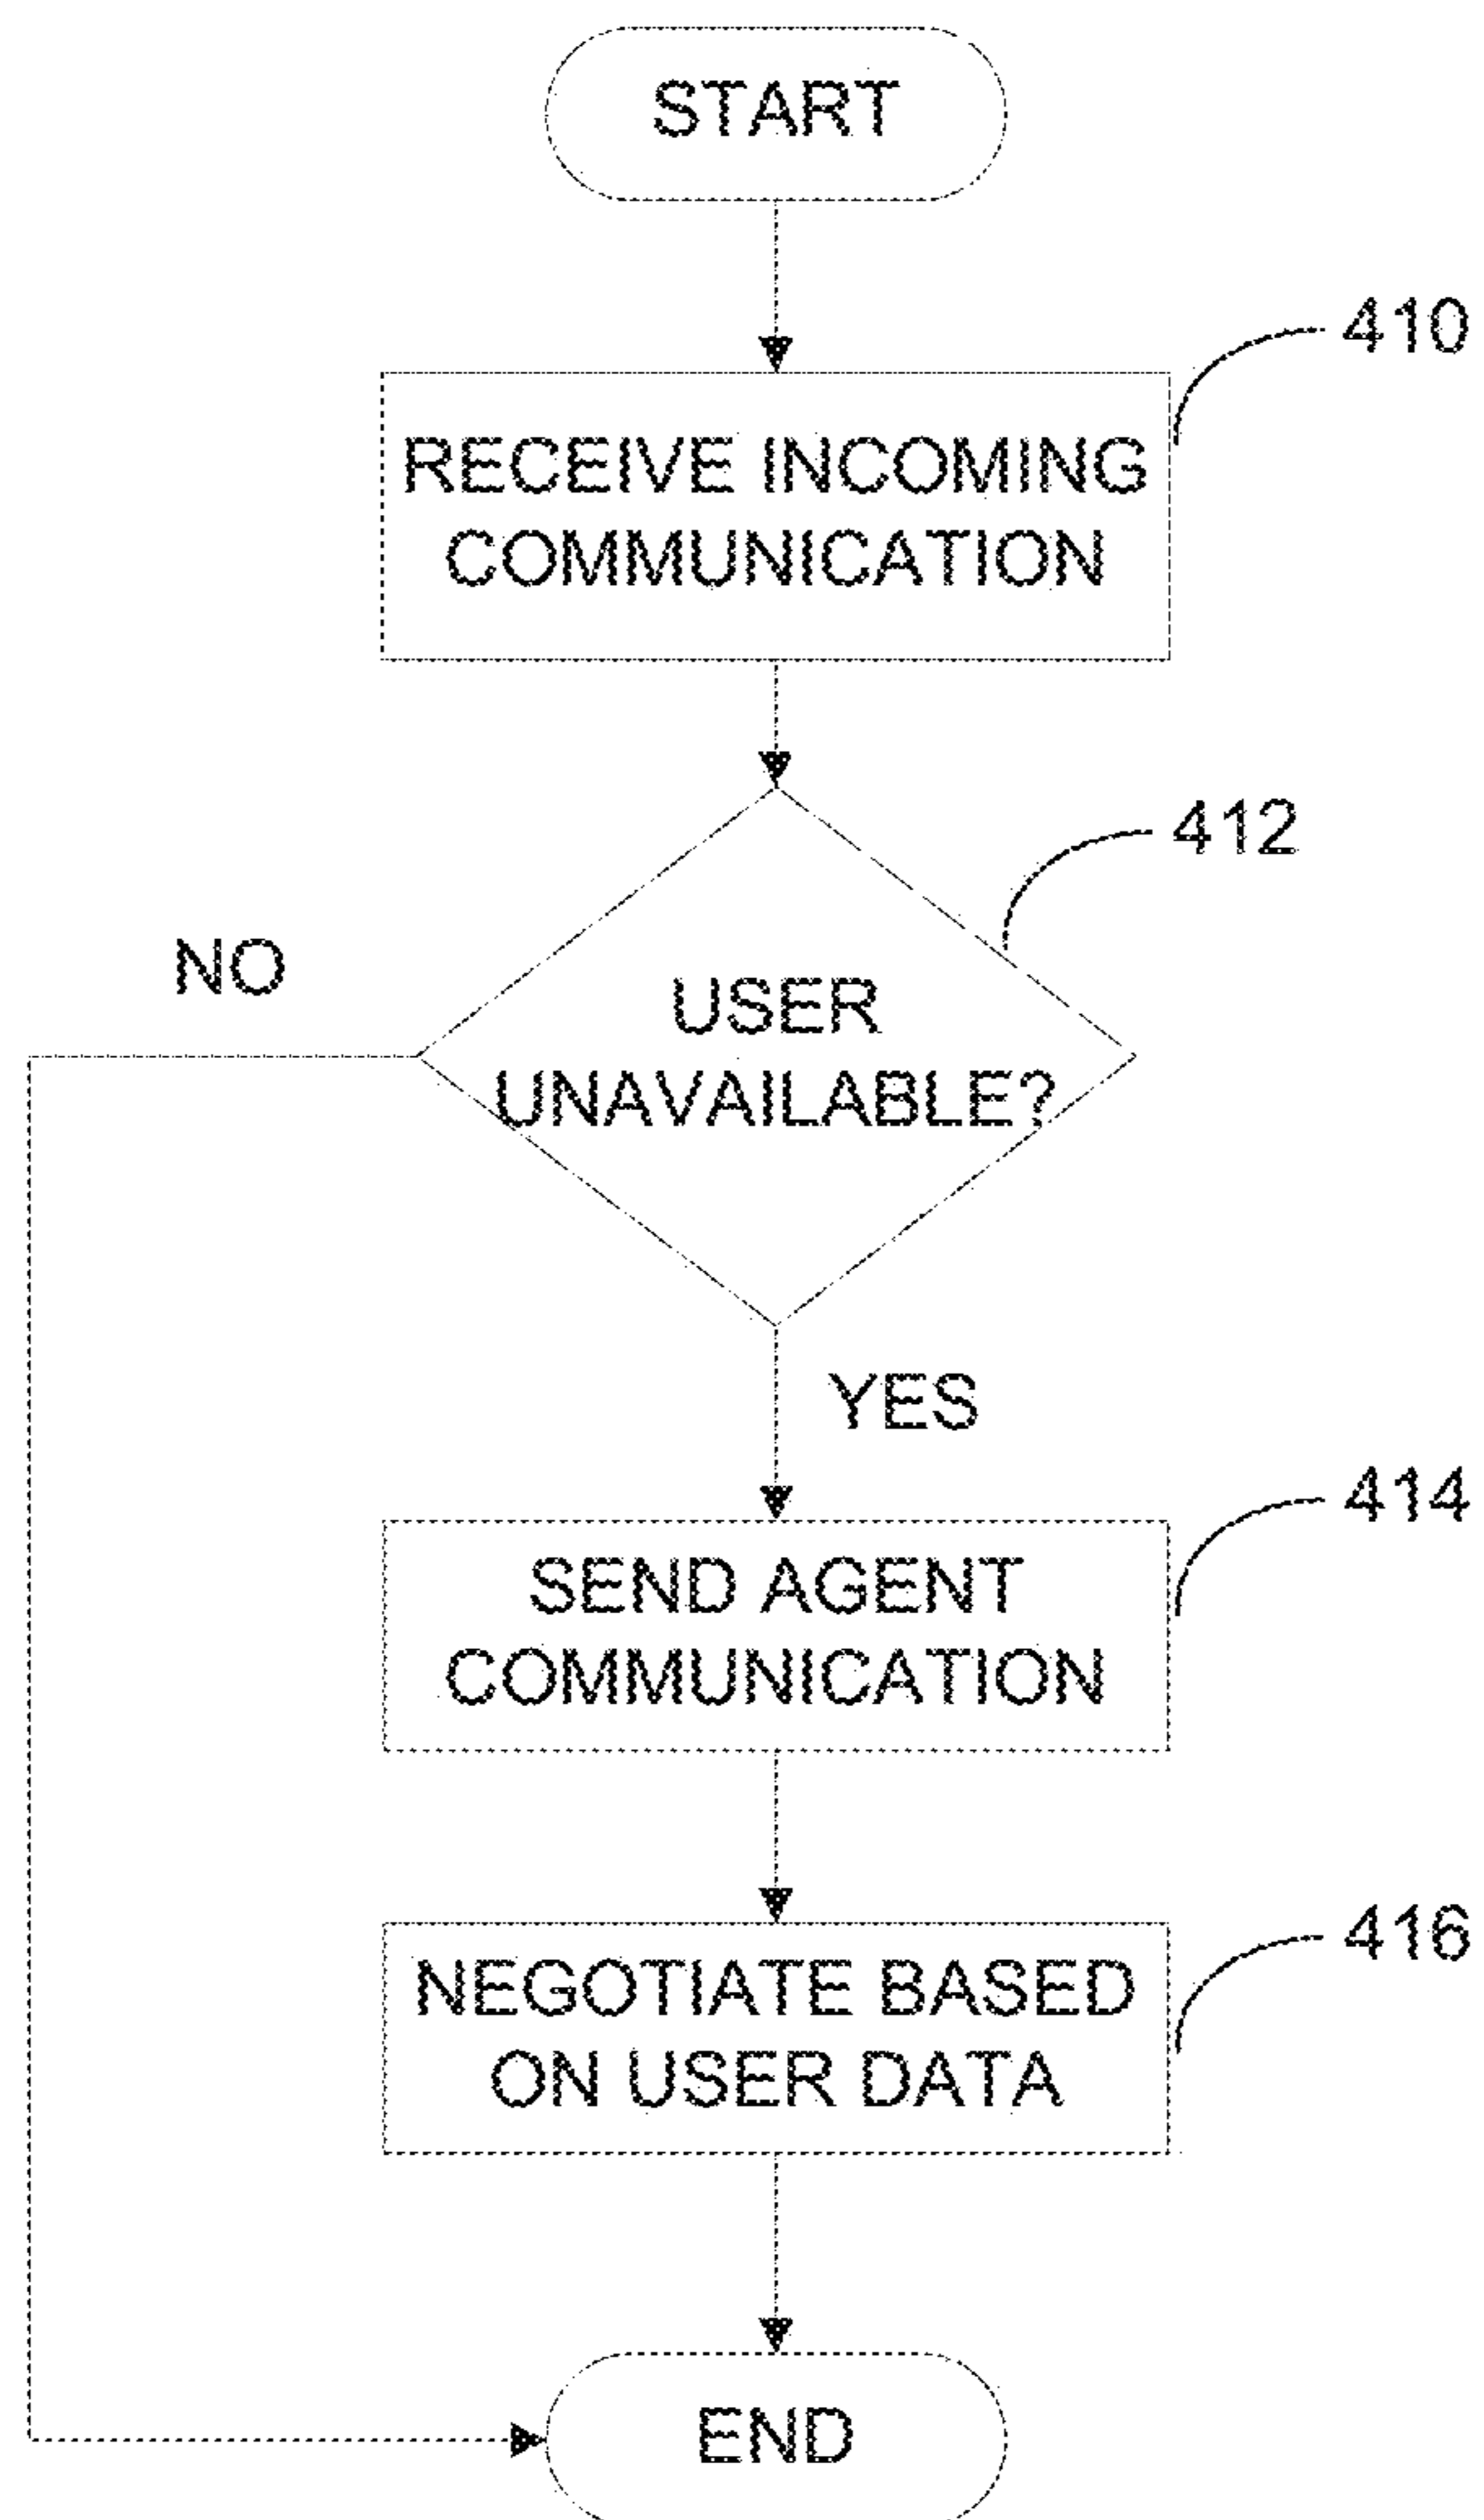 START
410
RECEIVE INCOMING
COMMUNICATION
412
NO
USER
UNAVAILABLE?
YES
414
SEND AGENT
COMMUNICATION
416
NEGOTIATE BASED
ON USER DATA
END